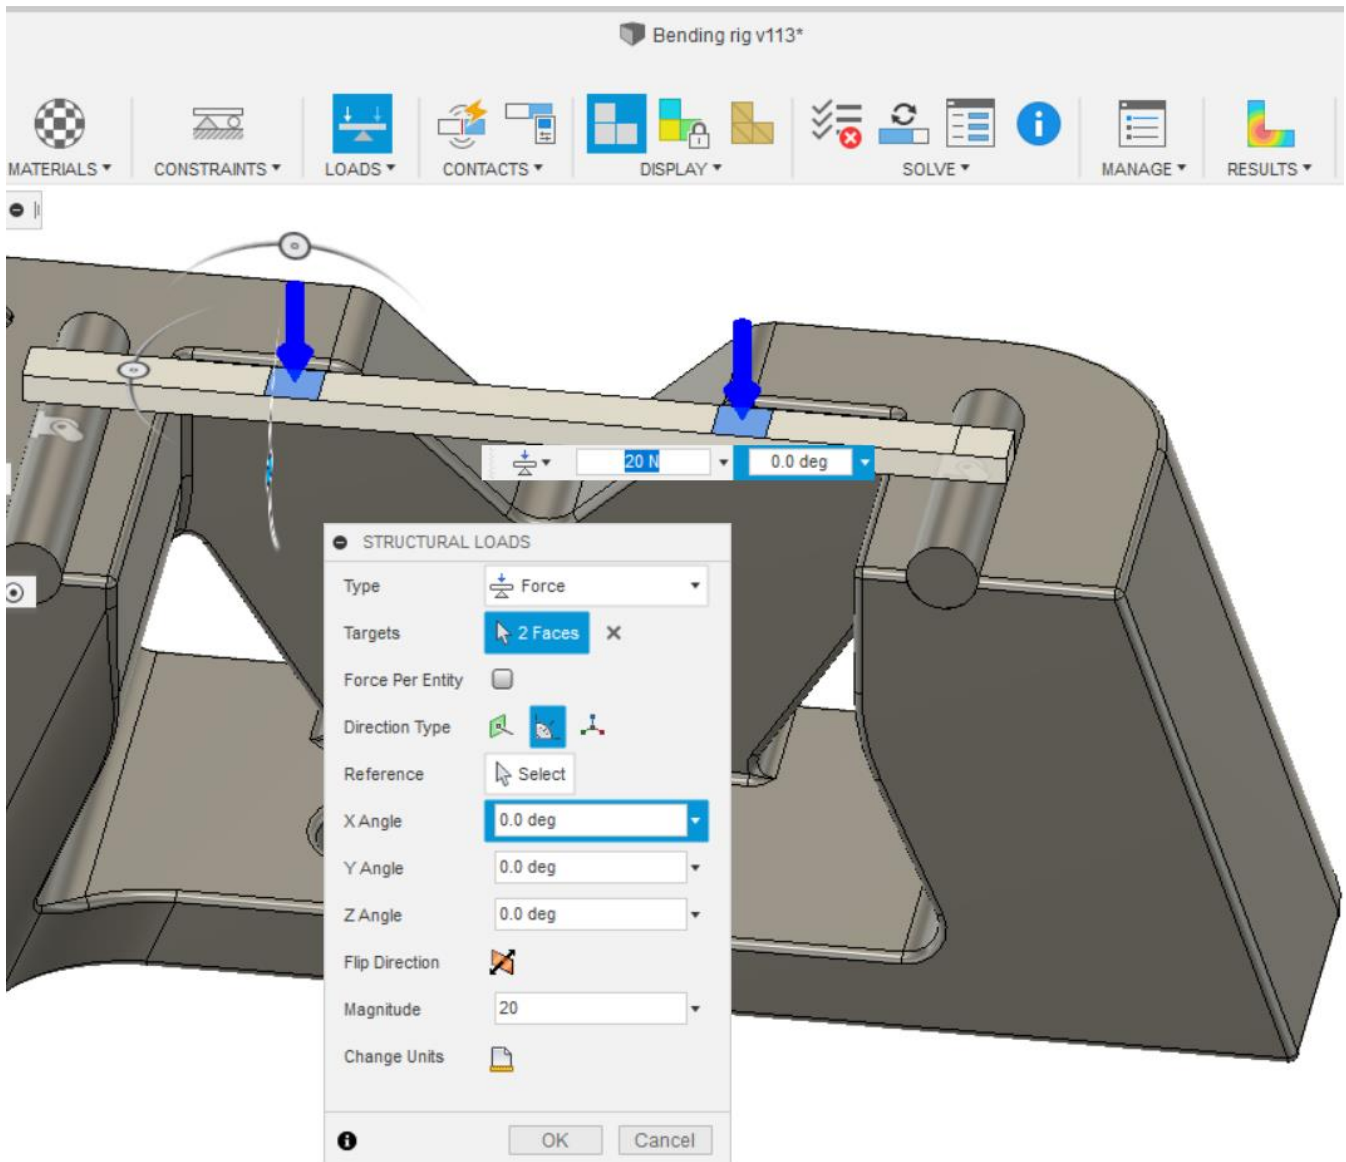 Bending rig v113*
MATERIALS CONSTRAINTS LOADS CONTACTS DISPLAY SOLVE MANAGE RESULTS
20 N 0.0 deg
STRUCTURAL LOADS
Type Force
Targets 2 Faces
Force Per Entity
Direction Type
Reference Select
X Angle 0.0 deg
Y Angle 0.0 deg
Z Angle 0.0 deg
Flip Direction
Magnitude 20
Change Units
OK Cancel